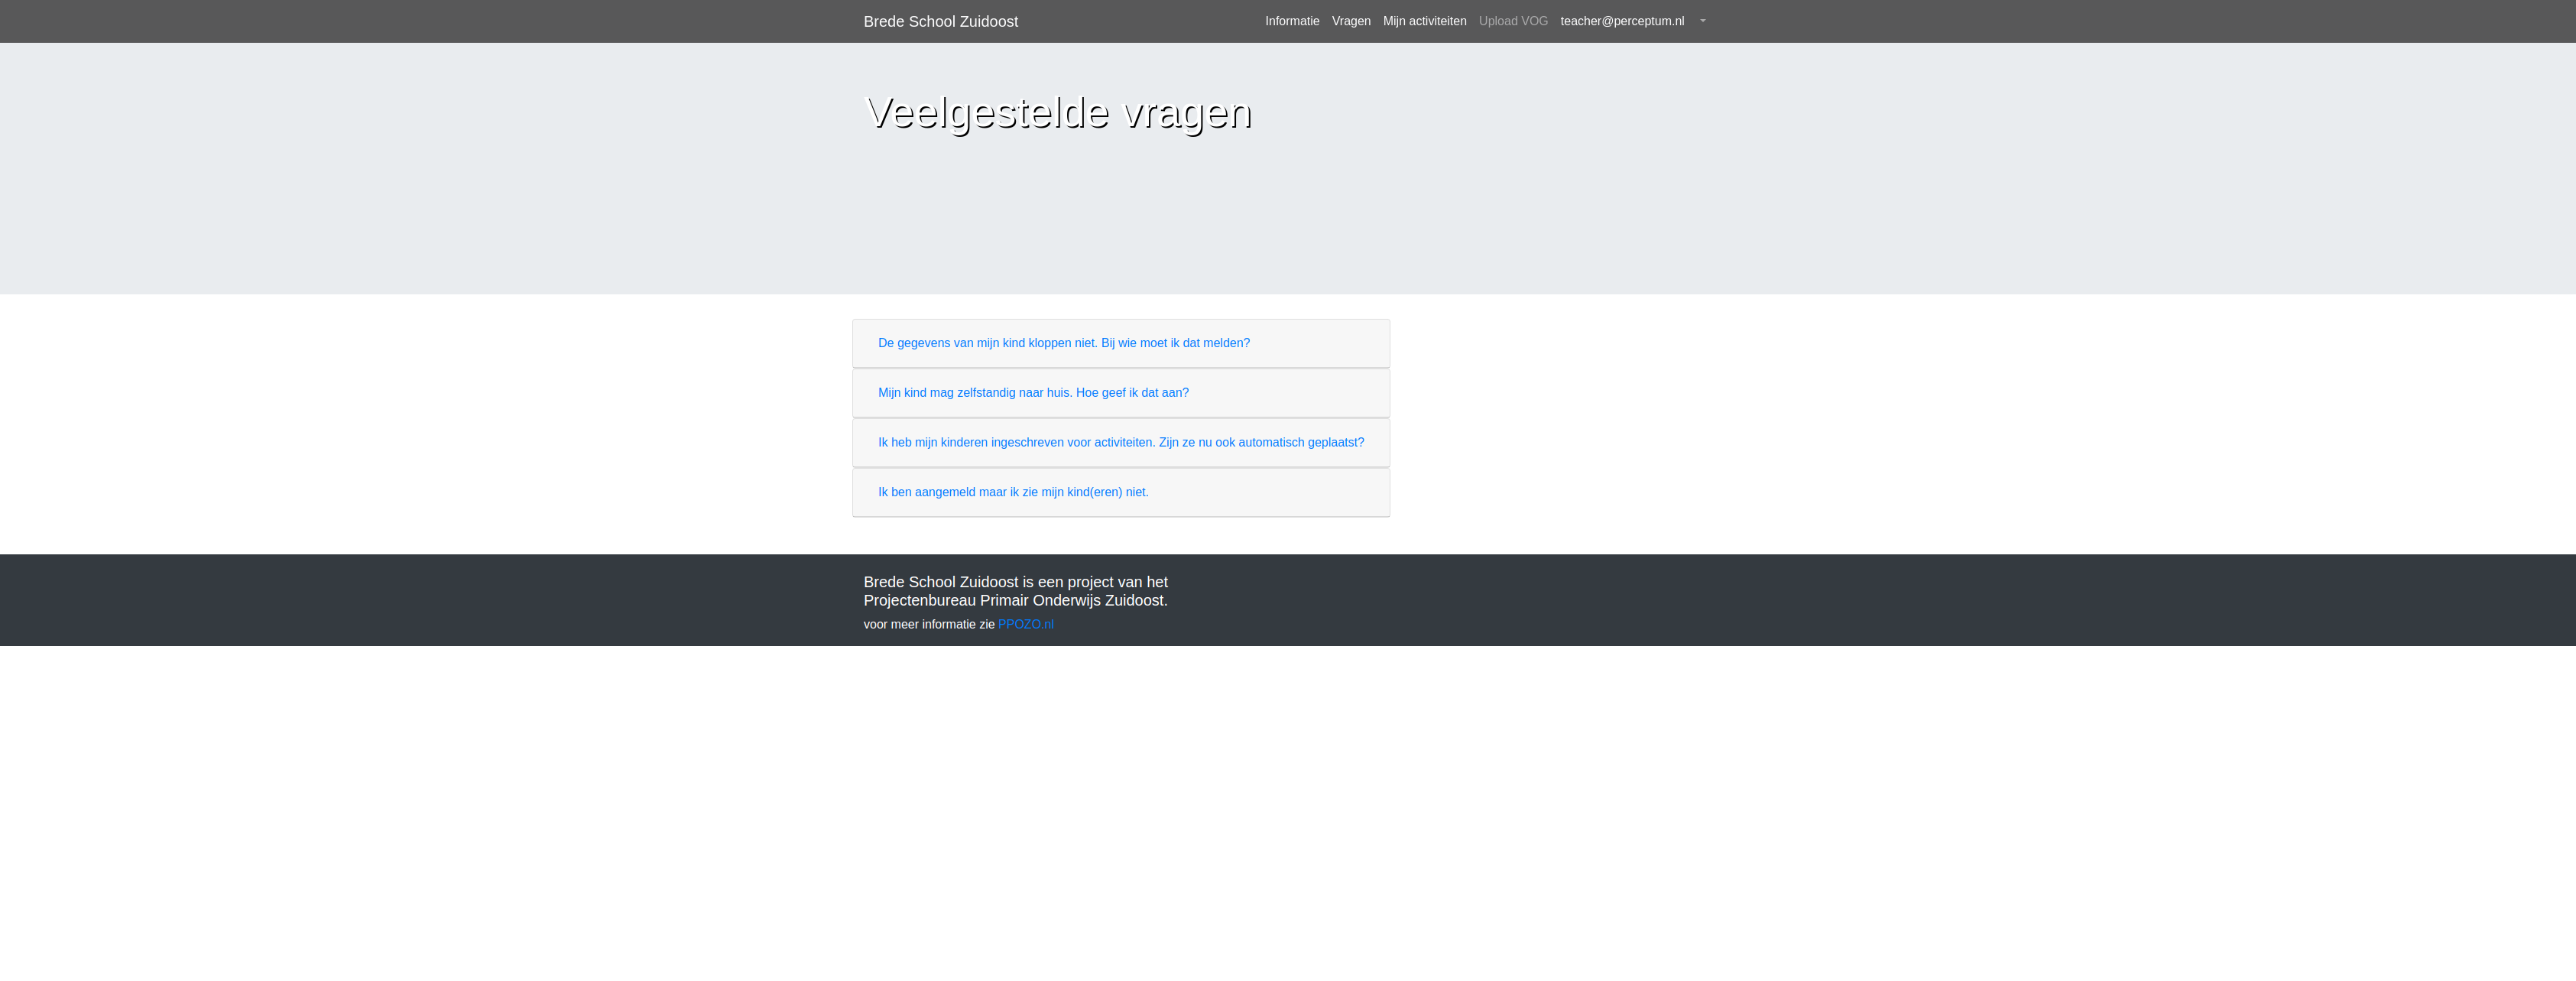 Brede School Zuidoost
Informatie Vragen Mijn activiteiten Upload VOG teacher@perceptum.nl
Veelgestelde vragen
De gegevens van mijn kind kloppen niet. Bij wie moet ik dat melden?
Mijn kind mag zelfstandig naar huis. Hoe geef ik dat aan?
Ik heb mijn kinderen ingeschreven voor activiteiten. Zijn ze nu ook automatisch geplaatst?
Ik ben aangemeld maar ik zie mijn kind(eren) niet.
Brede School Zuidoost is een project van het
Projectenbureau Primair Onderwijs Zuidoost.
voor meer informatie zie PPOZO.nl